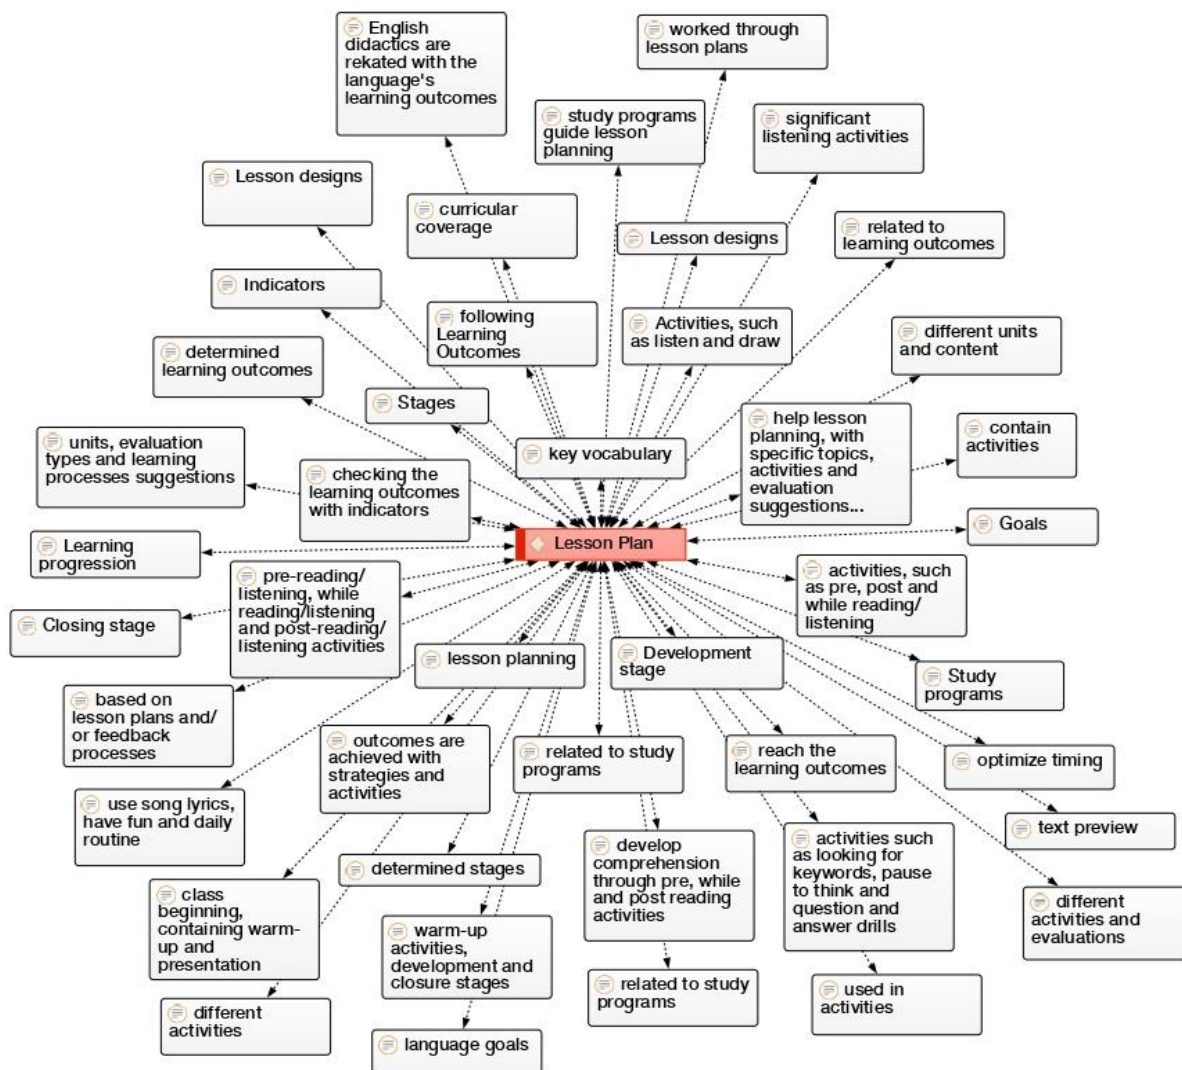 English
didactics are
rekated with the
language's
learning outcomes
worked through
lesson plans
study programs
guide lesson
planning
significant
listening activities
Lesson designs
curricular
coverage
Lesson designs
related to
learning outcomes
Indicators
following
Learning
Outcomes
Activities, such
as listen and draw
different units
and content
determined
learning outcomes
Stages
help lesson
planning, with
specific topics,
activities and
evaluation
suggestions...
contain
activities
units, evaluation
types and learning
processes suggestions
key vocabulary
checking the
learning outcomes
with indicators
Goals
Lesson Plan
Learning
progression
pre-reading/
listening, while
reading/listening
and post-reading/
listening activities
activities, such
as pre, post and
while reading/
listening
Closing stage
lesson planning
Development
stage
Study
programs
based on
lesson plans and/
or feedback
processes
outcomes are
achieved with
strategies and
activities
related to study
programs
reach the
learning outcomes
optimize timing
use song lyrics,
have fun and daily
routine
text preview
determined stages
develop
comprehension
through pre, while
and post reading
activities
activities such
as looking for
keywords, pause
to think and
question and
answer drills
class
beginning,
containing warm-
up and
presentation
different
activities and
evaluations
warm-up
activities,
development and
closure stages
related to study
programs
used in
activities
different
activities
language goals